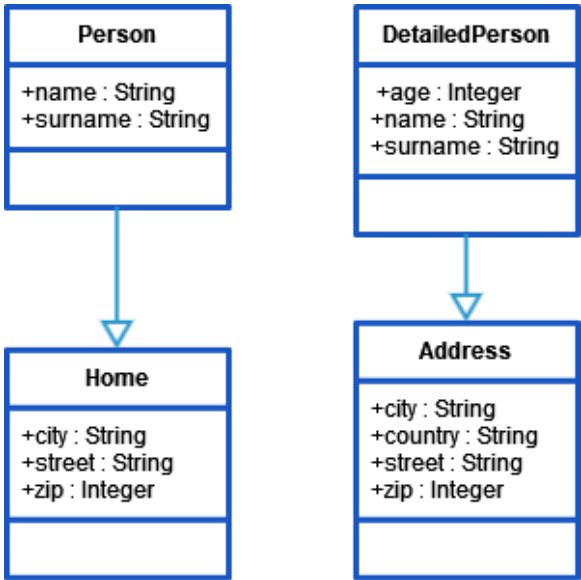 Person
+name : String
+surname : String
DetailedPerson
+age : Integer
+name : String
+surname : String
Home
+city : String
+street : String
+zip : Integer
Address
+city : String
+country : String
+street : String
+zip : Integer